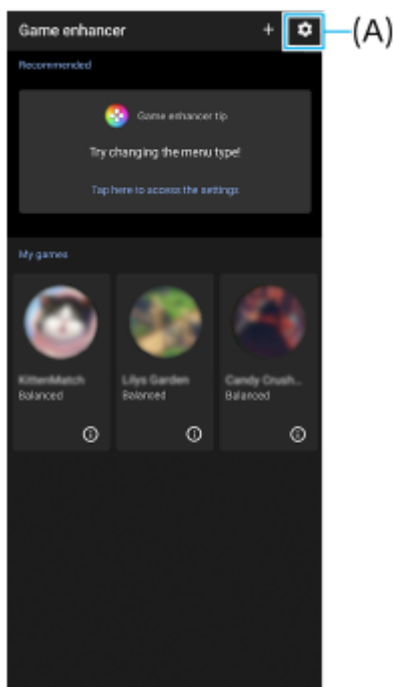 Game enhancer
+
(A)
Recommended
Game enhancer tip
Try changing the menu type!
Tap here to access the settings
My games
KittenMatch
Lilys Garden
Candy Crush...
Balanced
Balanced
Balanced